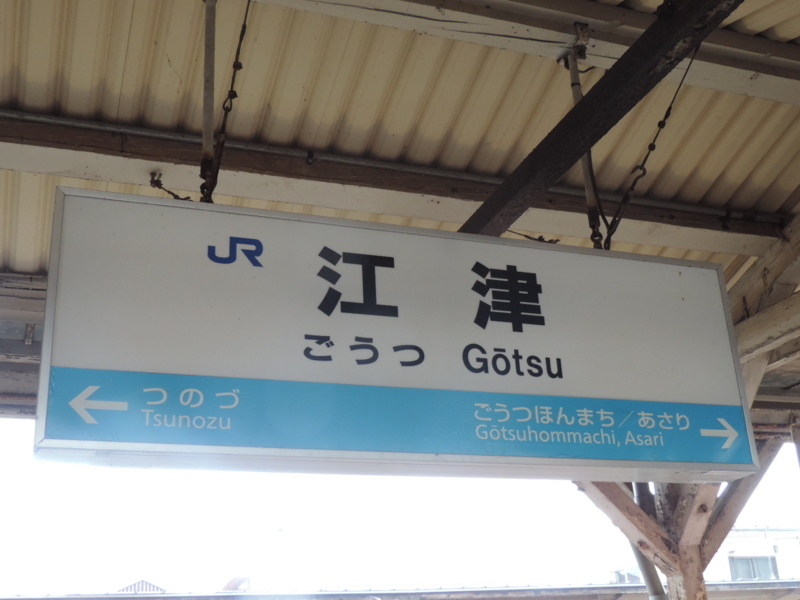 JR 江津
ごうつ Gōtsu
← つのづ
Tsunozu
ごうつほんまち／あさり →
Gōtsuhommachi, Asari